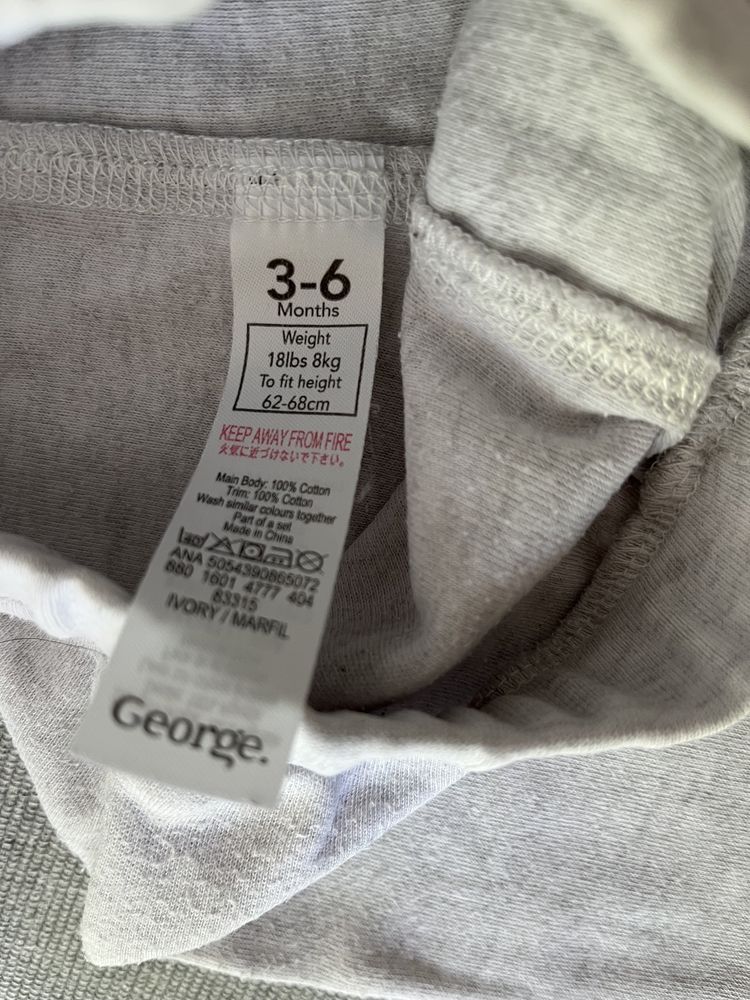 3-6
Months
Weight
18lbs 8kg
To fit height
62-68cm
KEEP AWAY FROM FIRE
火気に近づけないで下さい。
Main Body: 100% Cotton
Trim: 100% Cotton
Wash similar colours together
Part of a set
Made in China
ANA 5054390865072
680 1601 4777 404
83315
IVORY / MARFIL
George.